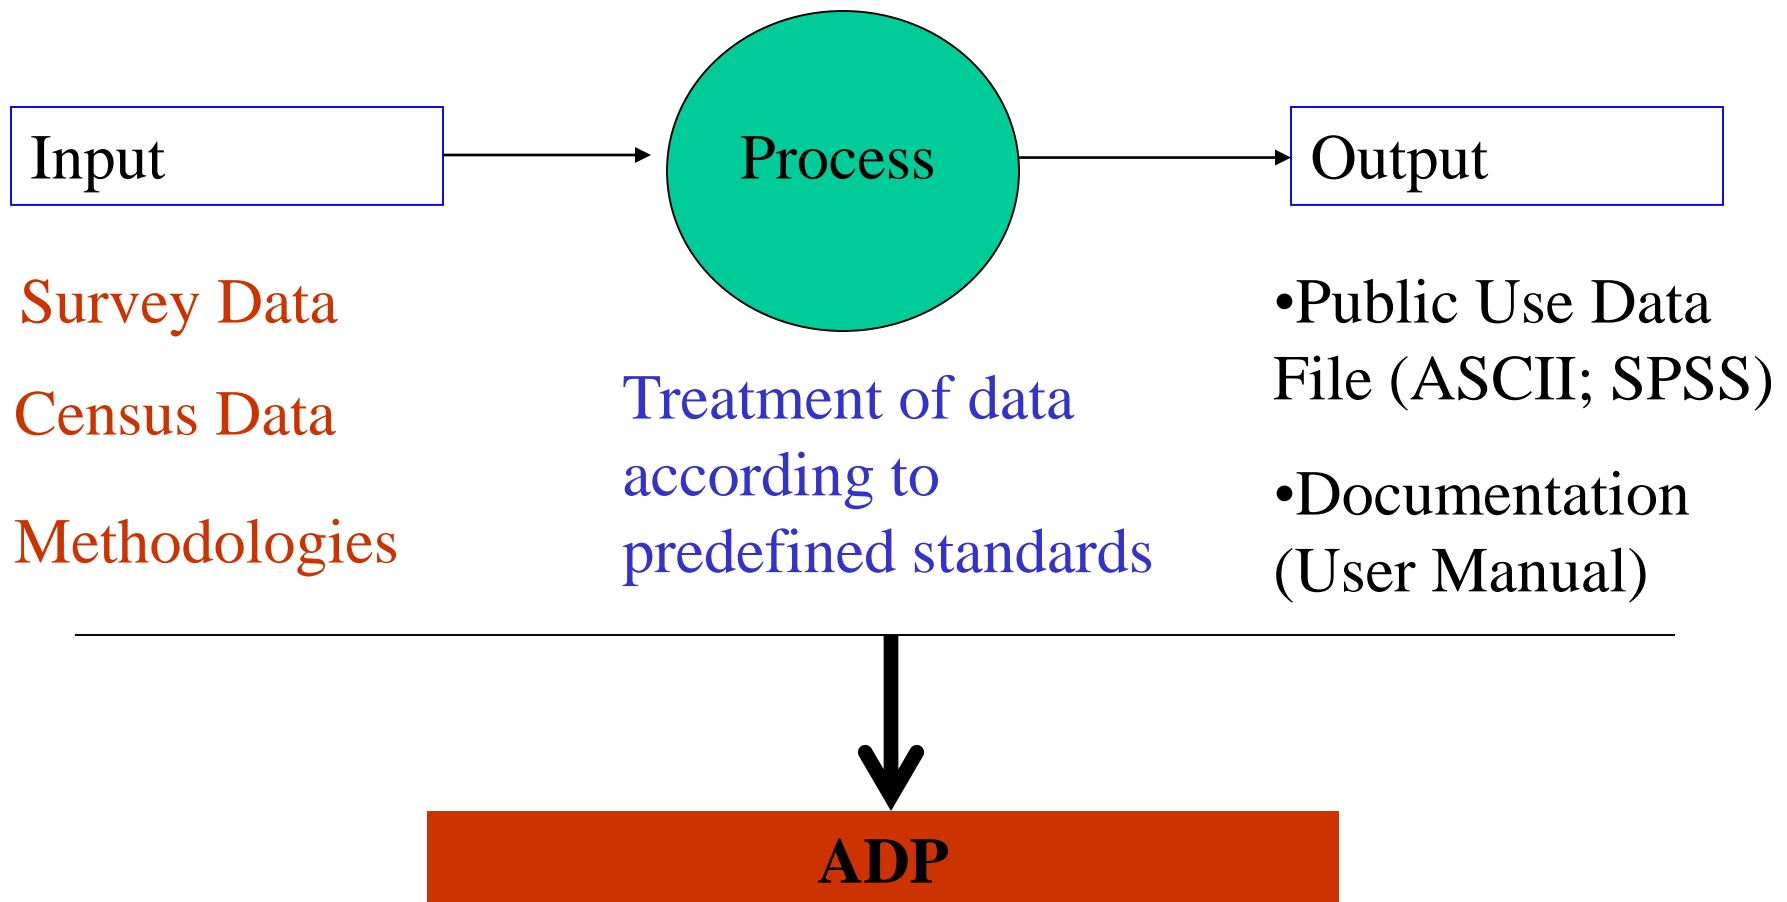 Input
Process
Output
Survey Data
Census Data
Methodologies
Treatment of data
according to
predefined standards
•Public Use Data
File (ASCII; SPSS)
•Documentation
(User Manual)
ADP